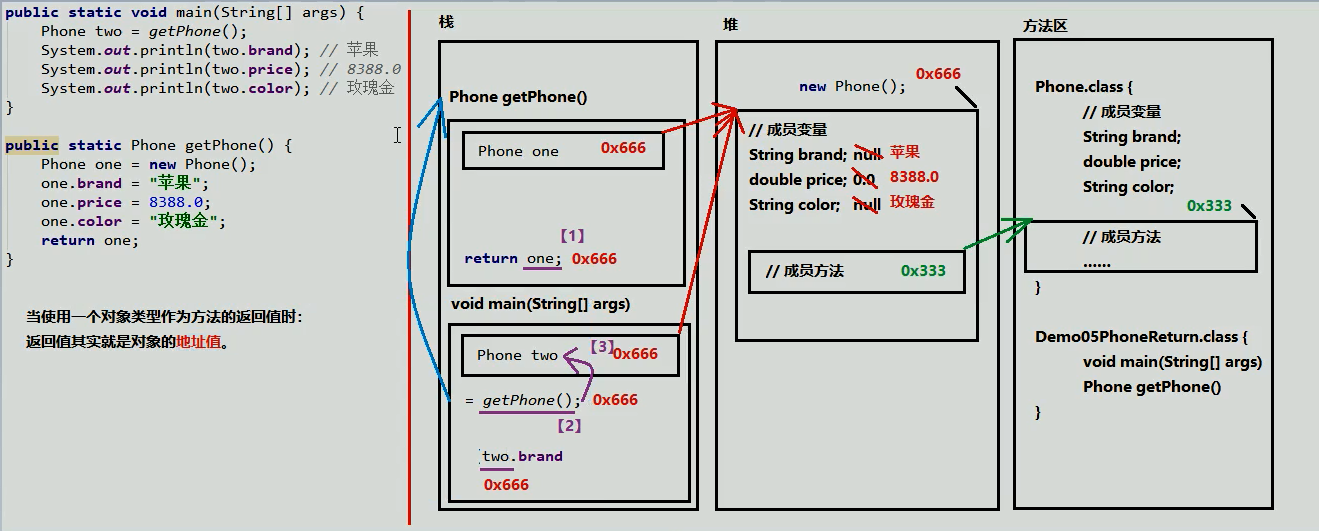 public static void main(String[] args) {
Phone two = getPhone();
System.out.println(two.brand); // 苹果
System.out.println(two.price); // 8388.0
System.out.println(two.color); // 玫瑰金
}
public static Phone getPhone() {
Phone one = new Phone();
one.brand = "苹果";
one.price = 8388.0;
one.color = "玫瑰金";
return one;
}
当使用一个对象类型作为方法的返回值时：
返回值其实就是对象的地址值。
栈
Phone getPhone()
Phone one 0x666
【1】
return one; 0x666
void main(String[] args)
Phone two 【3】 0x666
= getPhone(); 0x666
【2】
two.brand
0x666
堆
0x666
new Phone();
// 成员变量
String brand; null 苹果
double price; 0.0 8388.0
String color; null 玫瑰金
// 成员方法 0x333
方法区
Phone.class {
// 成员变量
String brand;
double price;
String color;
0x333
// 成员方法
......
}
Demo05PhoneReturn.class {
void main(String[] args)
Phone getPhone()
}